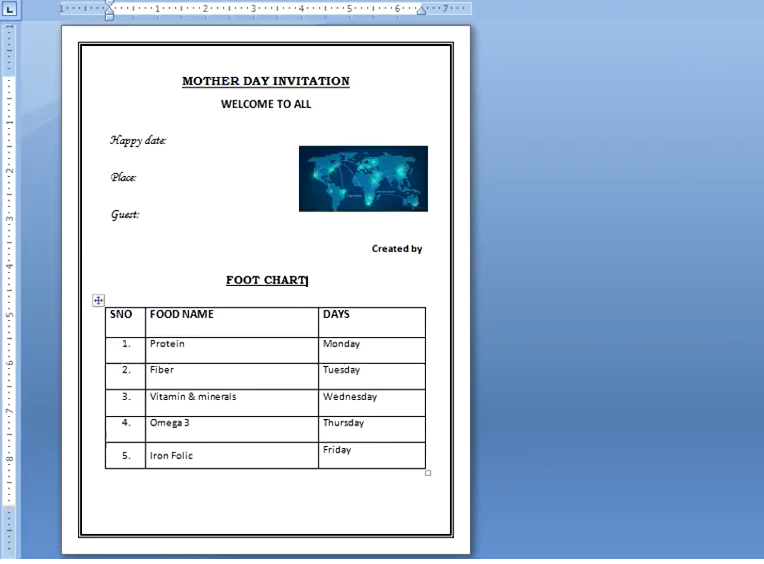 MOTHER DAY INVITATION
WELCOME TO ALL
Happy date:
Place:
Guest:
Created by
FOOT CHART
SNO FOOD NAME DAYS
1. Protein Monday
2. Fiber Tuesday
3. Vitamin & minerals Wednesday
4. Omega 3 Thursday
5. Iron Folic Friday